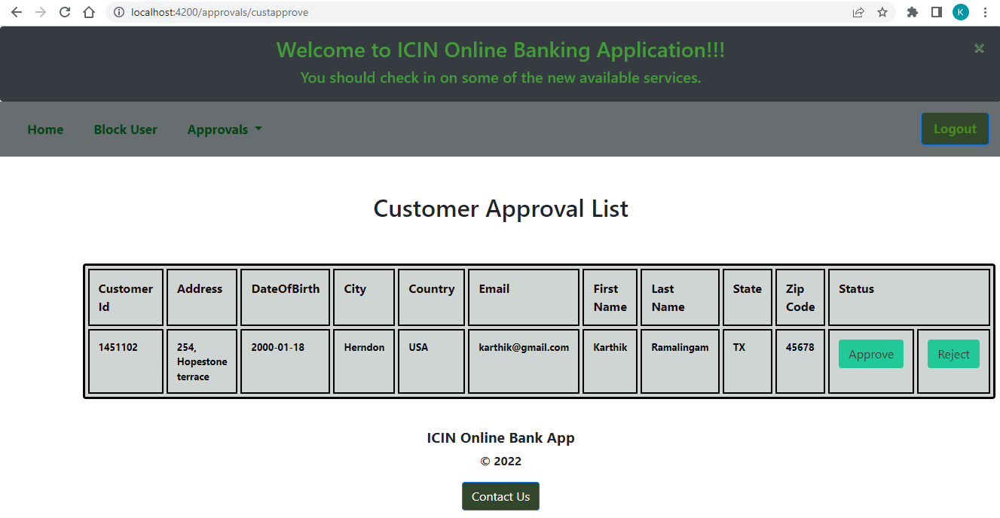 localhost:4200/approvals/custapprove
K
Welcome to ICIN Online Banking Application!!!
×
You should check in on some of the new available services.
Home Block User Approvals Logout
Customer Approval List
Customer Id Address DateOfBirth City Country Email First Name Last Name State Zip Code Status
1451102 254, Hopestone terrace 2000-01-18 Herndon USA karthik@gmail.com Karthik Ramalingam TX 45678 Approve Reject
ICIN Online Bank App
© 2022
Contact Us